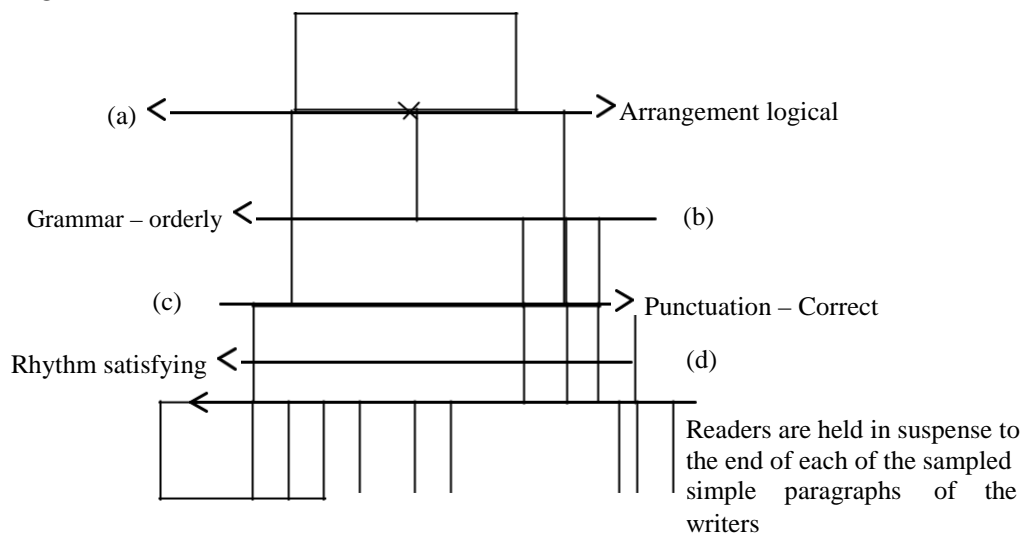 (a) Arrangement logical
Grammar – orderly (b)
(c) Punctuation – Correct
Rhythm satisfying (d)
Readers are held in suspense to
the end of each of the sampled
simple paragraphs of the
writers